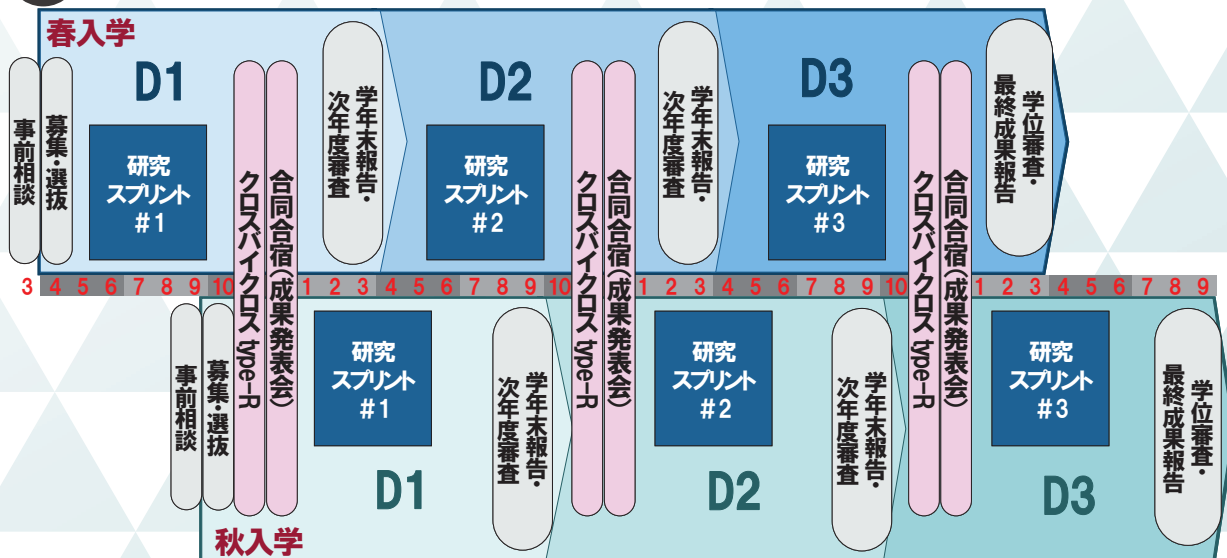 春入学
D1
D2
D3
事前相談
募集・選抜
研究
スプリント
#1
クロスバイクロス type-R
合同合宿(成果発表会)
学年末報告・
次年度審査
研究
スプリント
#2
クロスバイクロス type-R
合同合宿(成果発表会)
学年末報告・
次年度審査
研究
スプリント
#3
クロスバイクロス type-R
合同合宿(成果発表会)
学位審査・
最終成果報告
3 4 5 6 7 8 9 10 1 2 3 4 5 6 7 8 9 10 1 2 3 4 5 6 7 8 9 10 1 2 3 4 5 6 7 8 9
事前相談
募集・選抜
研究
スプリント
#1
学年末報告・
次年度審査
研究
スプリント
#2
学年末報告・
次年度審査
研究
スプリント
#3
学位審査・
最終成果報告
D1
D2
D3
秋入学